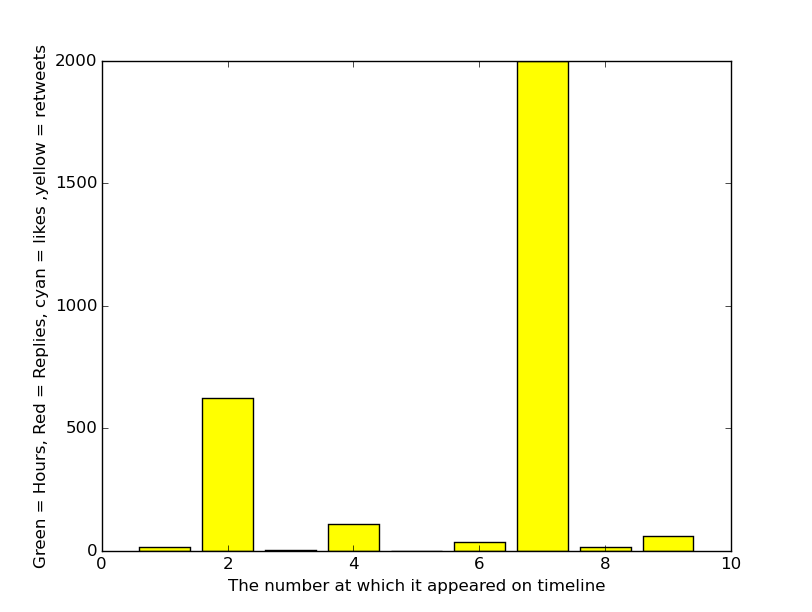 2000
1500
1000
500
0
0 2 4 6 8 10
The number at which it appeared on timeline
Green = Hours, Red = Replies, cyan = likes ,yellow = retweets